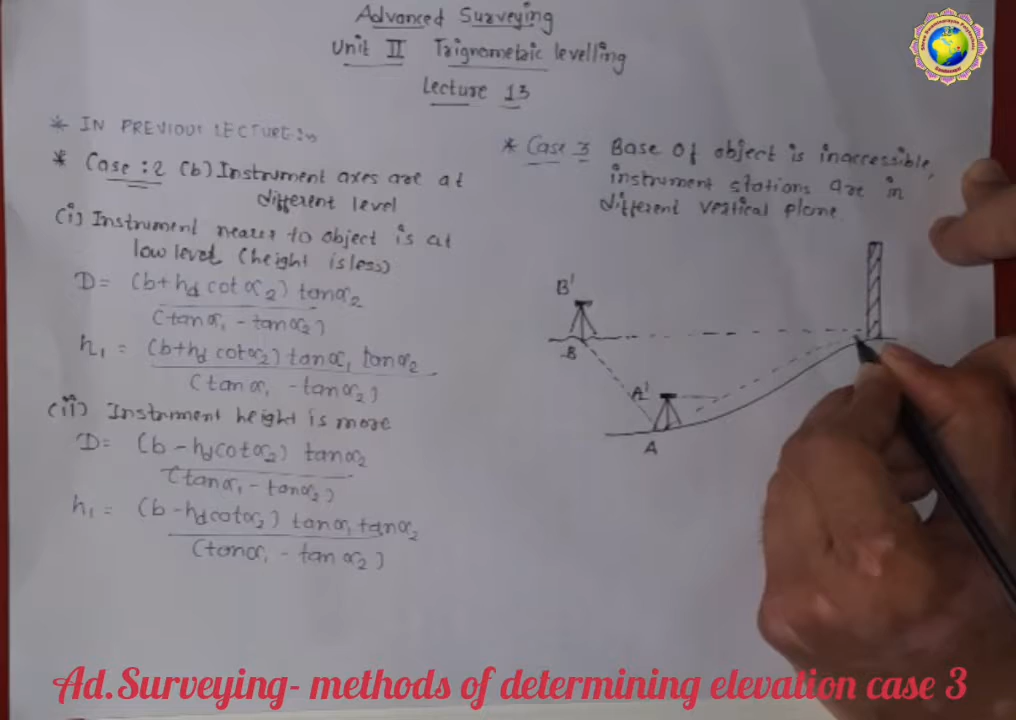 Advanced Surveying
Unit II Trignometric levelling
Lecture 13
* IN PREVIOUS LECTURE:
* Case :2 (b) Instrument axes are at
different level
(i) Instrument nearer to object is at
low level (height is less)
D = (b+hd cot α2) tan α2
(tan α1 - tan α2)
h1 = (b+hd cot α2) tan α1 tan α2
(tan α1 - tan α2)
(ii) Instrument height is more
D = (b - hd cot α2) tan α2
(tan α1 - tan α2)
h1 = (b - hd cot α2) tan α1 tan α2
(tan α1 - tan α2)
* Case 3 Base of object is inaccessible,
instrument stations are in
different vertical plane.
B'
B
A'
A
Ad.Surveying- methods of determining elevation case 3